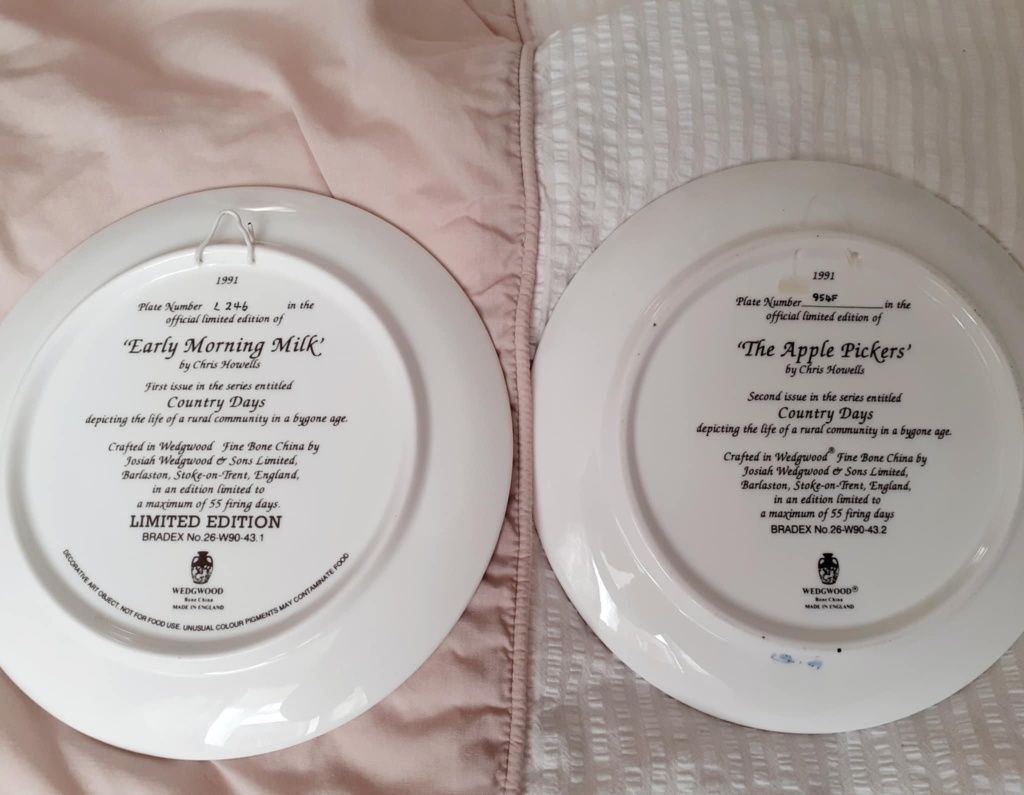 1991
Plate Number L 246 in the
official limited edition of
'Early Morning Milk'
by Chris Howells
First issue in the series entitled
Country Days
depicting the life of a rural community in a bygone age.
Crafted in Wedgwood Fine Bone China by
Josiah Wedgwood & Sons Limited,
Barlaston, Stoke-on-Trent, England,
in an edition limited to
a maximum of 55 firing days.
LIMITED EDITION
BRADEX No.26-W90-43.1
WEDGWOOD
Bone China
MADE IN ENGLAND
DECORATIVE ART OBJECT. NOT FOR FOOD USE. UNUSUAL COLOUR PIGMENTS MAY CONTAMINATE FOOD
1991
Plate Number 954F in the
official limited edition of
'The Apple Pickers'
by Chris Howells
Second issue in the series entitled
Country Days
depicting the life of a rural community in a bygone age.
Crafted in Wedgwood® Fine Bone China by
Josiah Wedgwood & Sons Limited,
Barlaston, Stoke-on-Trent, England,
in an edition limited to
a maximum of 55 firing days
BRADEX No.26-W90-43.2
WEDGWOOD®
Bone China
MADE IN ENGLAND